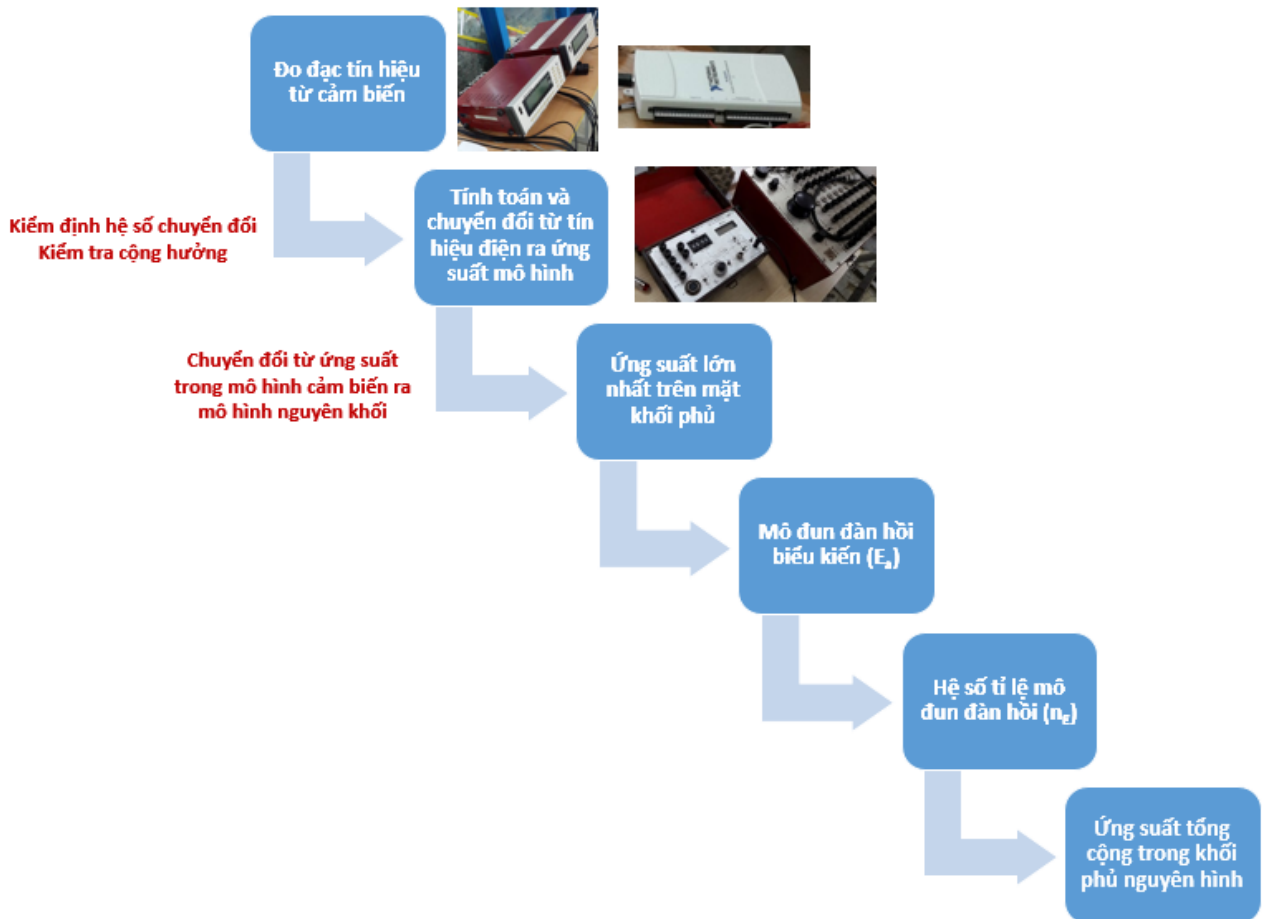 Đo đạc tín hiệu
từ cảm biến
Kiểm định hệ số chuyển đổi
Kiểm tra cộng hưởng
Tính toán và
chuyển đổi từ tín
hiệu điện ra ứng
suất mô hình
Chuyển đổi từ ứng suất
trong mô hình cảm biến ra
mô hình nguyên khối
Ứng suất lớn
nhất trên mặt
khối phủ
Mô đun đàn hồi
biểu kiến (Eₐ)
Hệ số tỉ lệ mô
đun đàn hồi (n_E)
Ứng suất tổng
cộng trong khối
phủ nguyên hình